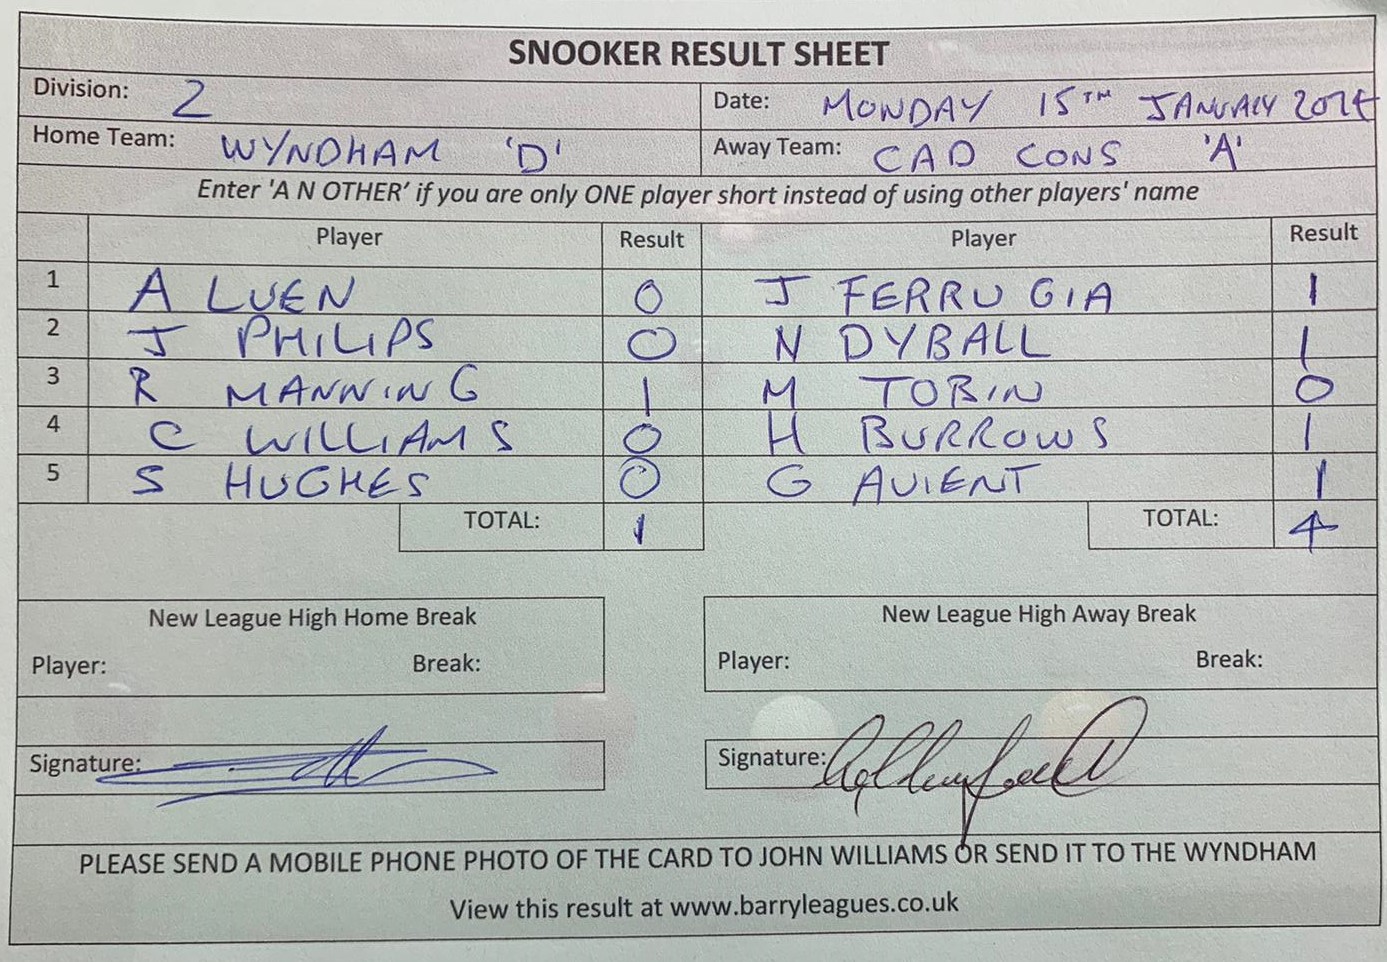 SNOOKER RESULT SHEET
Division: 2 Date: MONDAY 15TH JANUARY 2024
Home Team: WYNDHAM 'D' Away Team: CAD CONS 'A'
Enter 'A N OTHER' if you are only ONE player short instead of using other players' name
Player Result Player Result
1 A LUEN 0 J FERRUGIA 1
2 J PHILIPS 0 N DYBALL 1
3 R MANNING 1 M TOBIN 0
4 C WILLIAMS 0 H BURROWS 1
5 S HUGHES 0 G AVIENT 1
TOTAL: 1 TOTAL: 4
New League High Home Break New League High Away Break
Player: Break: Player: Break:
Signature: Signature:
PLEASE SEND A MOBILE PHONE PHOTO OF THE CARD TO JOHN WILLIAMS OR SEND IT TO THE WYNDHAM
View this result at www.barryleagues.co.uk